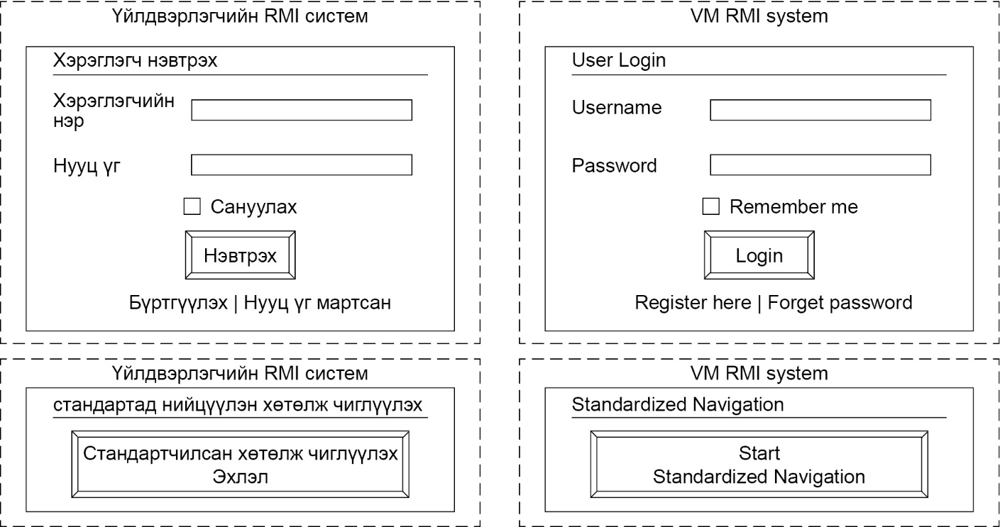 Үйлдвэрлэгчийн RMI систем
Хэрэглэгч нэвтрэх
Хэрэглэгчийн
нэр
Нууц үг
Сануулах
Нэвтрэх
Бүртгүүлэх | Нууц үг мартсан
VM RMI system
User Login
Username
Password
Remember me
Login
Register here | Forget password
Үйлдвэрлэгчийн RMI систем
стандартад нийцүүлэн хөтөлж чиглүүлэх
Стандартчилсан хөтөлж чиглүүлэх
Эхлэл
VM RMI system
Standardized Navigation
Start
Standardized Navigation